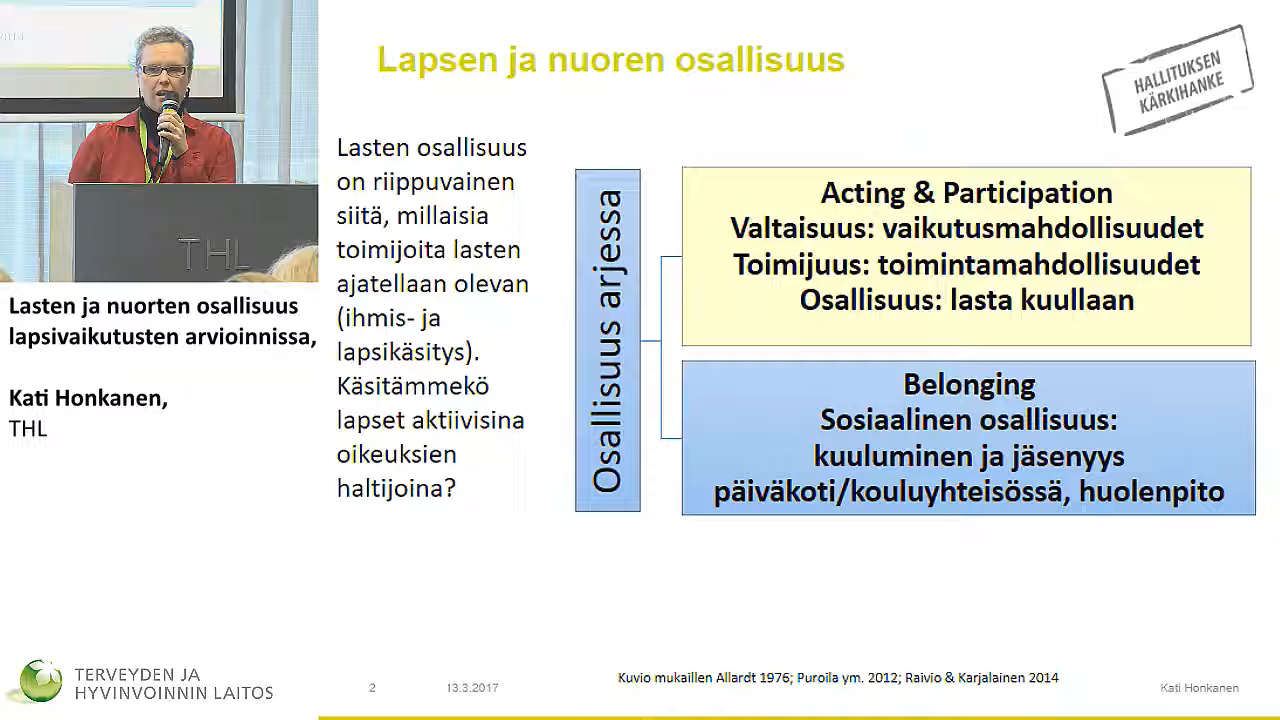 Lapsen ja nuoren osallisuus
HALLITUKSEN
KÄRKIHANKE
THL
Lasten ja nuorten osallisuus
lapsivaikutusten arvioinnissa,
Kati Honkanen,
THL
Lasten osallisuus
on riippuvainen
siitä, millaisia
toimijoita lasten
ajatellaan olevan
(ihmis- ja
lapsikäsitys).
Käsitämmekö
lapset aktiivisina
oikeuksien
haltijoina?
Osallisuus arjessa
Acting & Participation
Valtaisuus: vaikutusmahdollisuudet
Toimijuus: toimintamahdollisuudet
Osallisuus: lasta kuullaan
Belonging
Sosiaalinen osallisuus:
kuuluminen ja jäsenyys
päiväkoti/kouluyhteisössä, huolenpito
TERVEYDEN JA
HYVINVOINNIN LAITOS
2
13.3.2017
Kuvio mukaillen Allardt 1976; Puroila ym. 2012; Raivio & Karjalainen 2014
Kati Honkanen